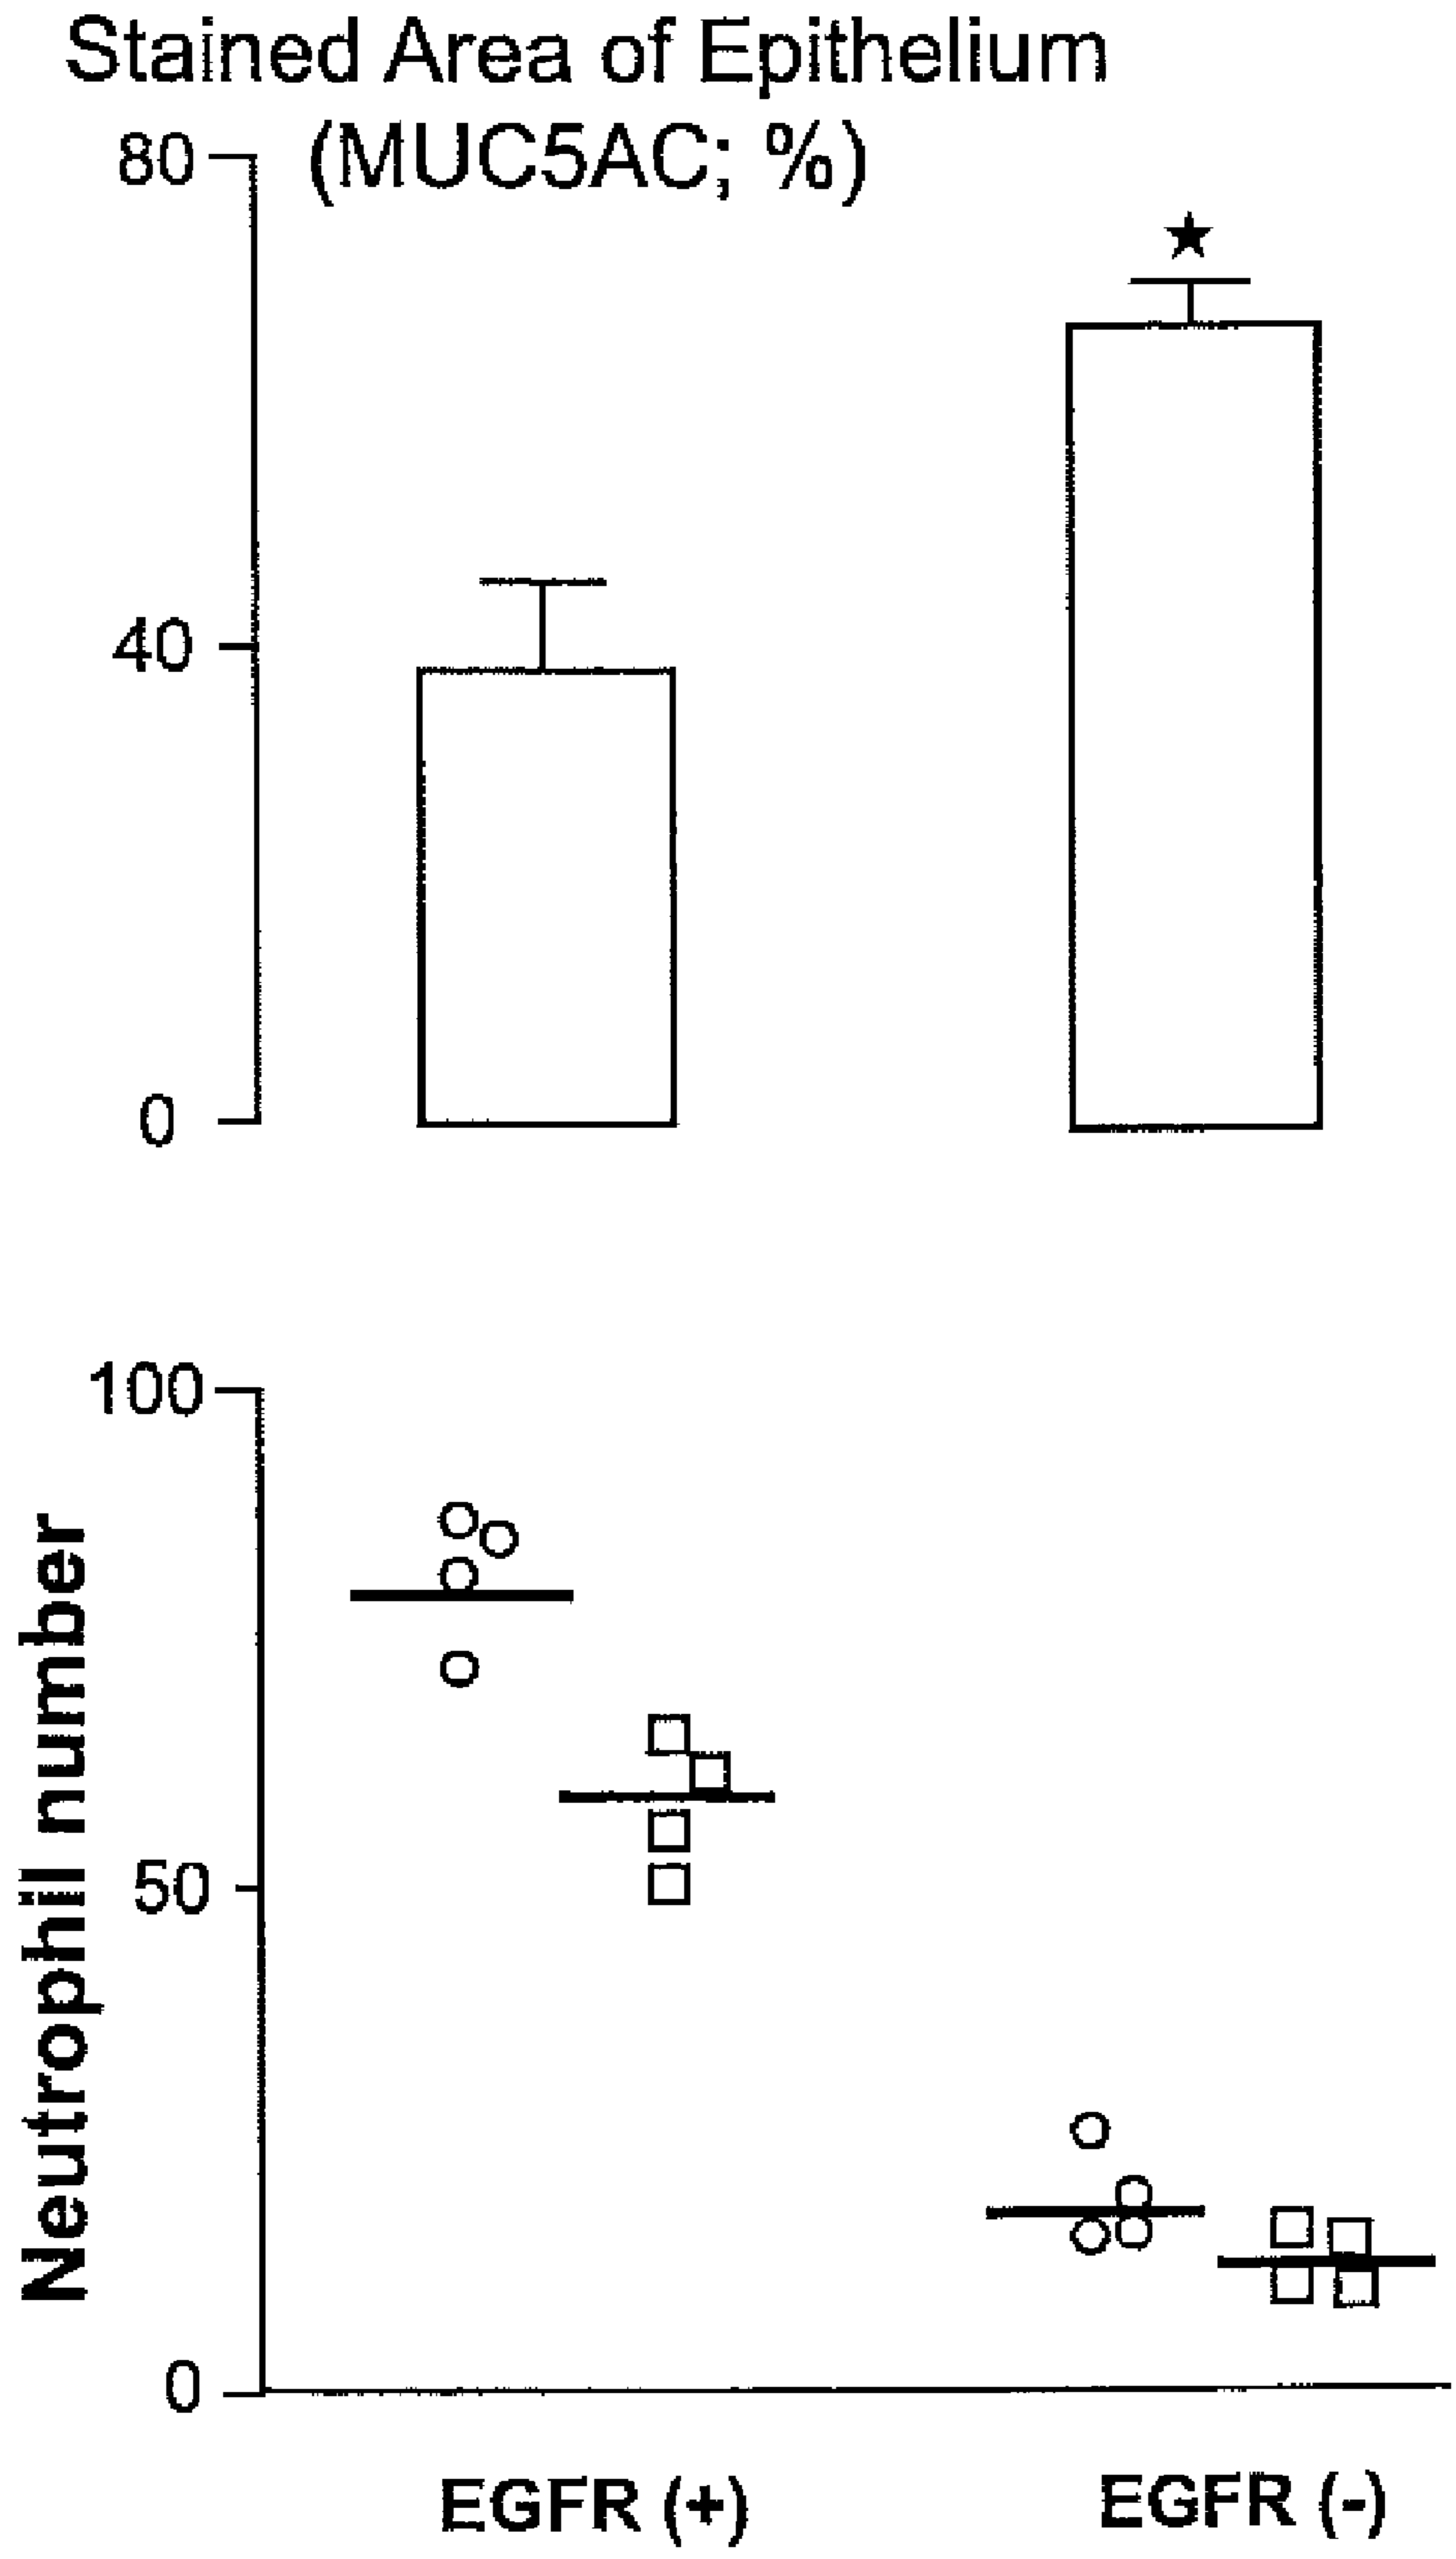 Stained Area of Epithelium
(MUC5AC; %)
80
★
40
0
100
50
0
Neutrophil number
EGFR (+) EGFR (-)